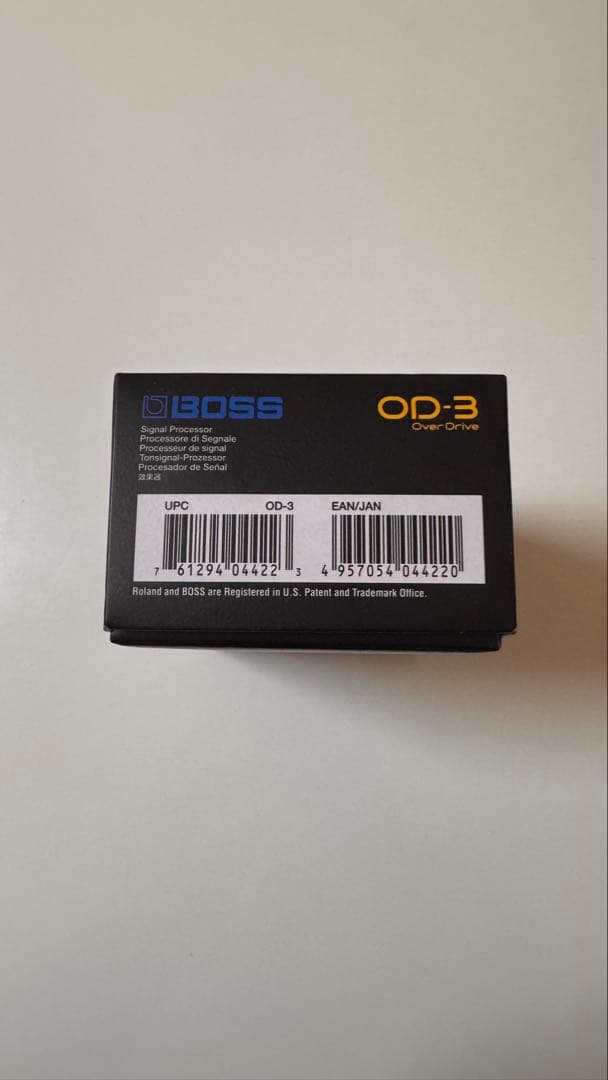 BOSS
OD-3
Over Drive
Signal Processor
Processore di Segnale
Processeur de signal
Tonsignal-Prozessor
Procesador de Señal
效果器
UPC OD-3 EAN/JAN
7 61294 04422 3 4 957054 044220
Roland and BOSS are Registered in U.S. Patent and Trademark Office.